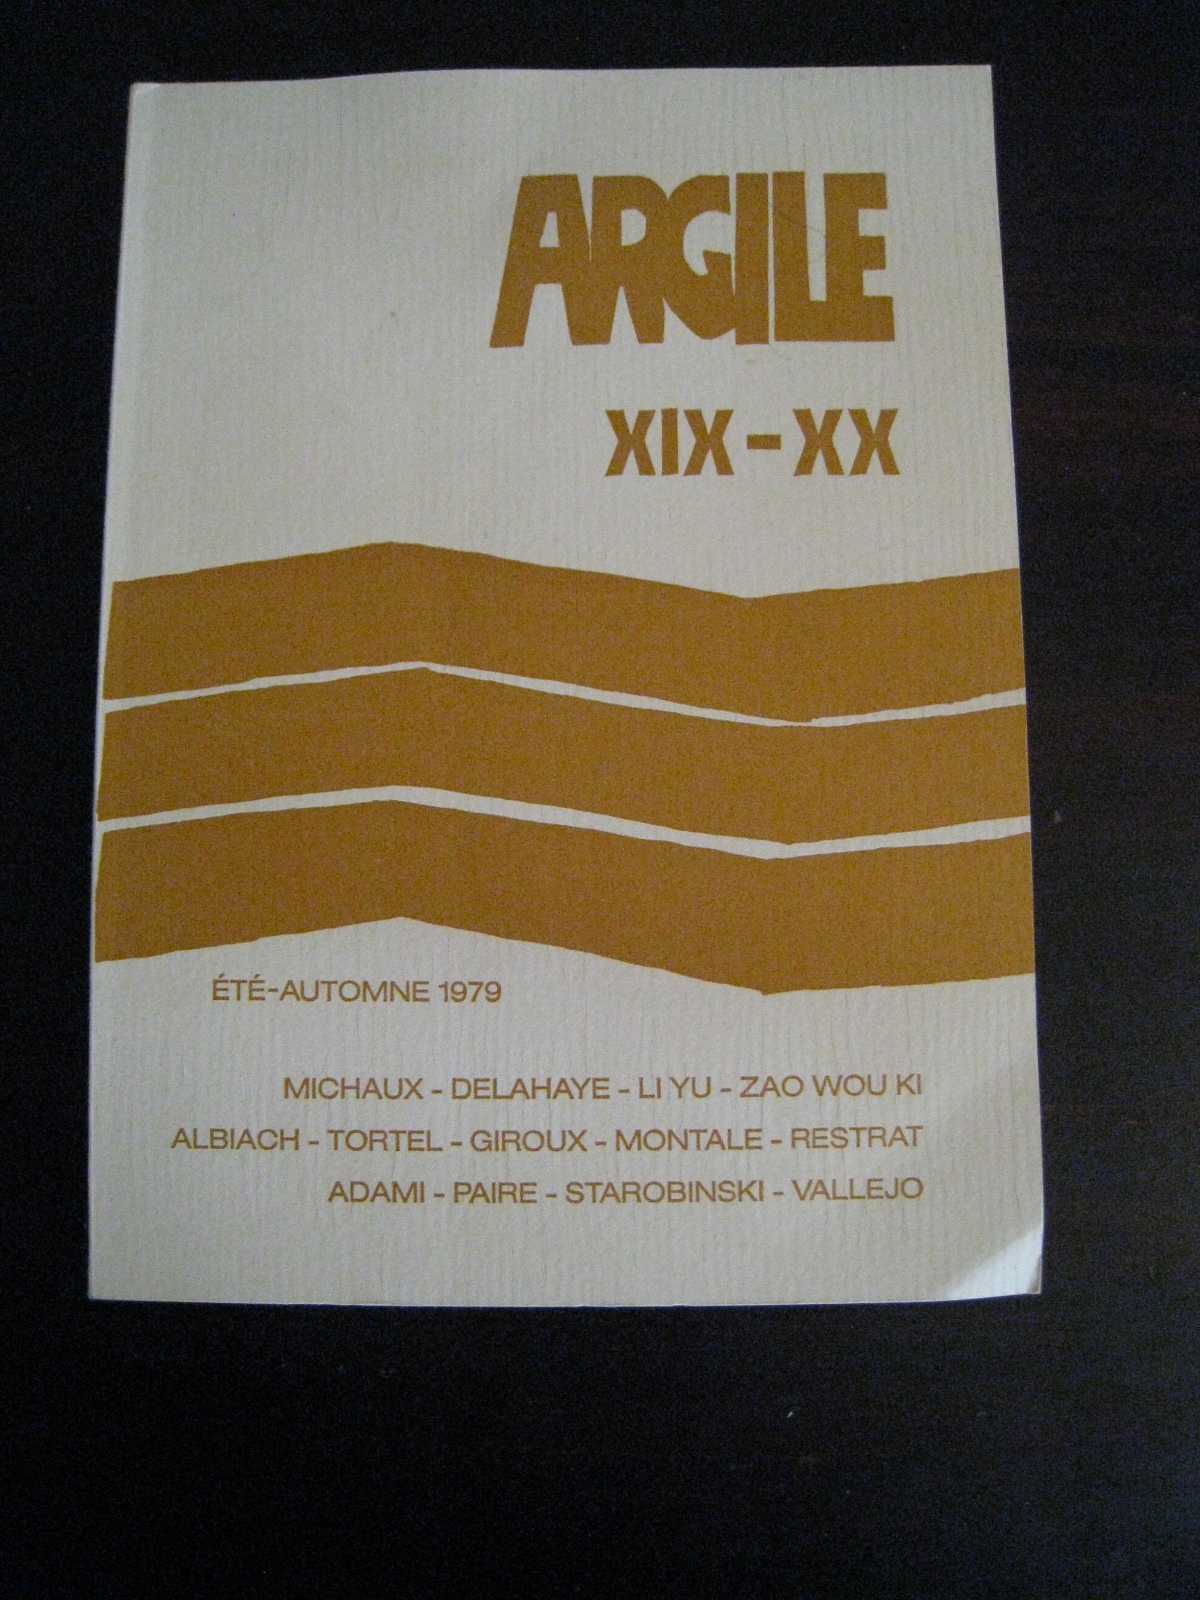 ARGILE
XIX-XX
ÉTÉ-AUTOMNE 1979
MICHAUX - DELAHAYE - LI YU - ZAO WOU KI
ALBIACH - TORTEL - GIROUX - MONTALE - RESTRAT
ADAMI - PAIRE - STAROBINSKI - VALLEJO